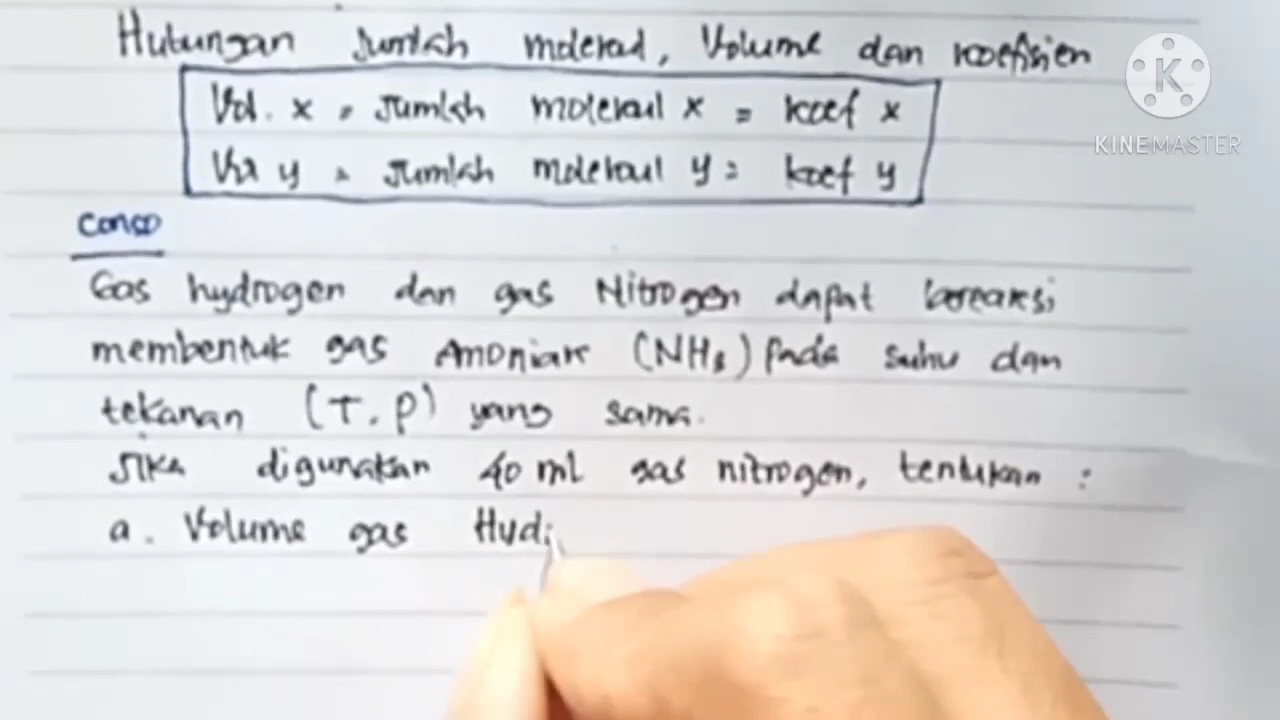 Hubungan Jumlah molekul, Volume dan koefisien
KINEMASTER
Vol. x = Jumlah molekul x = koef x
Vol y = Jumlah molekul y = koef y
Contoh
Gas hydrogen dan gas Nitrogen dapat bereaksi
membentuk gas Amoniak (NH3) pada suhu dan
tekanan (T, P) yang sama.
Jika digunakan 40 ml gas nitrogen, tentukan :
a. Volume gas Hyd